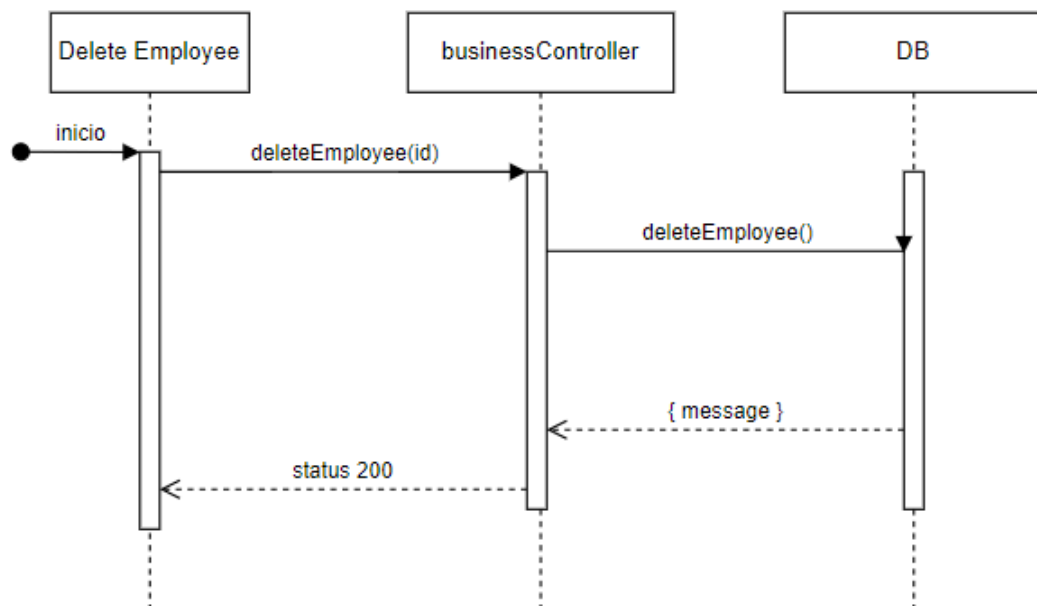 Delete Employee
businessController
DB
inicio
deleteEmployee(id)
deleteEmployee()
{ message }
status 200